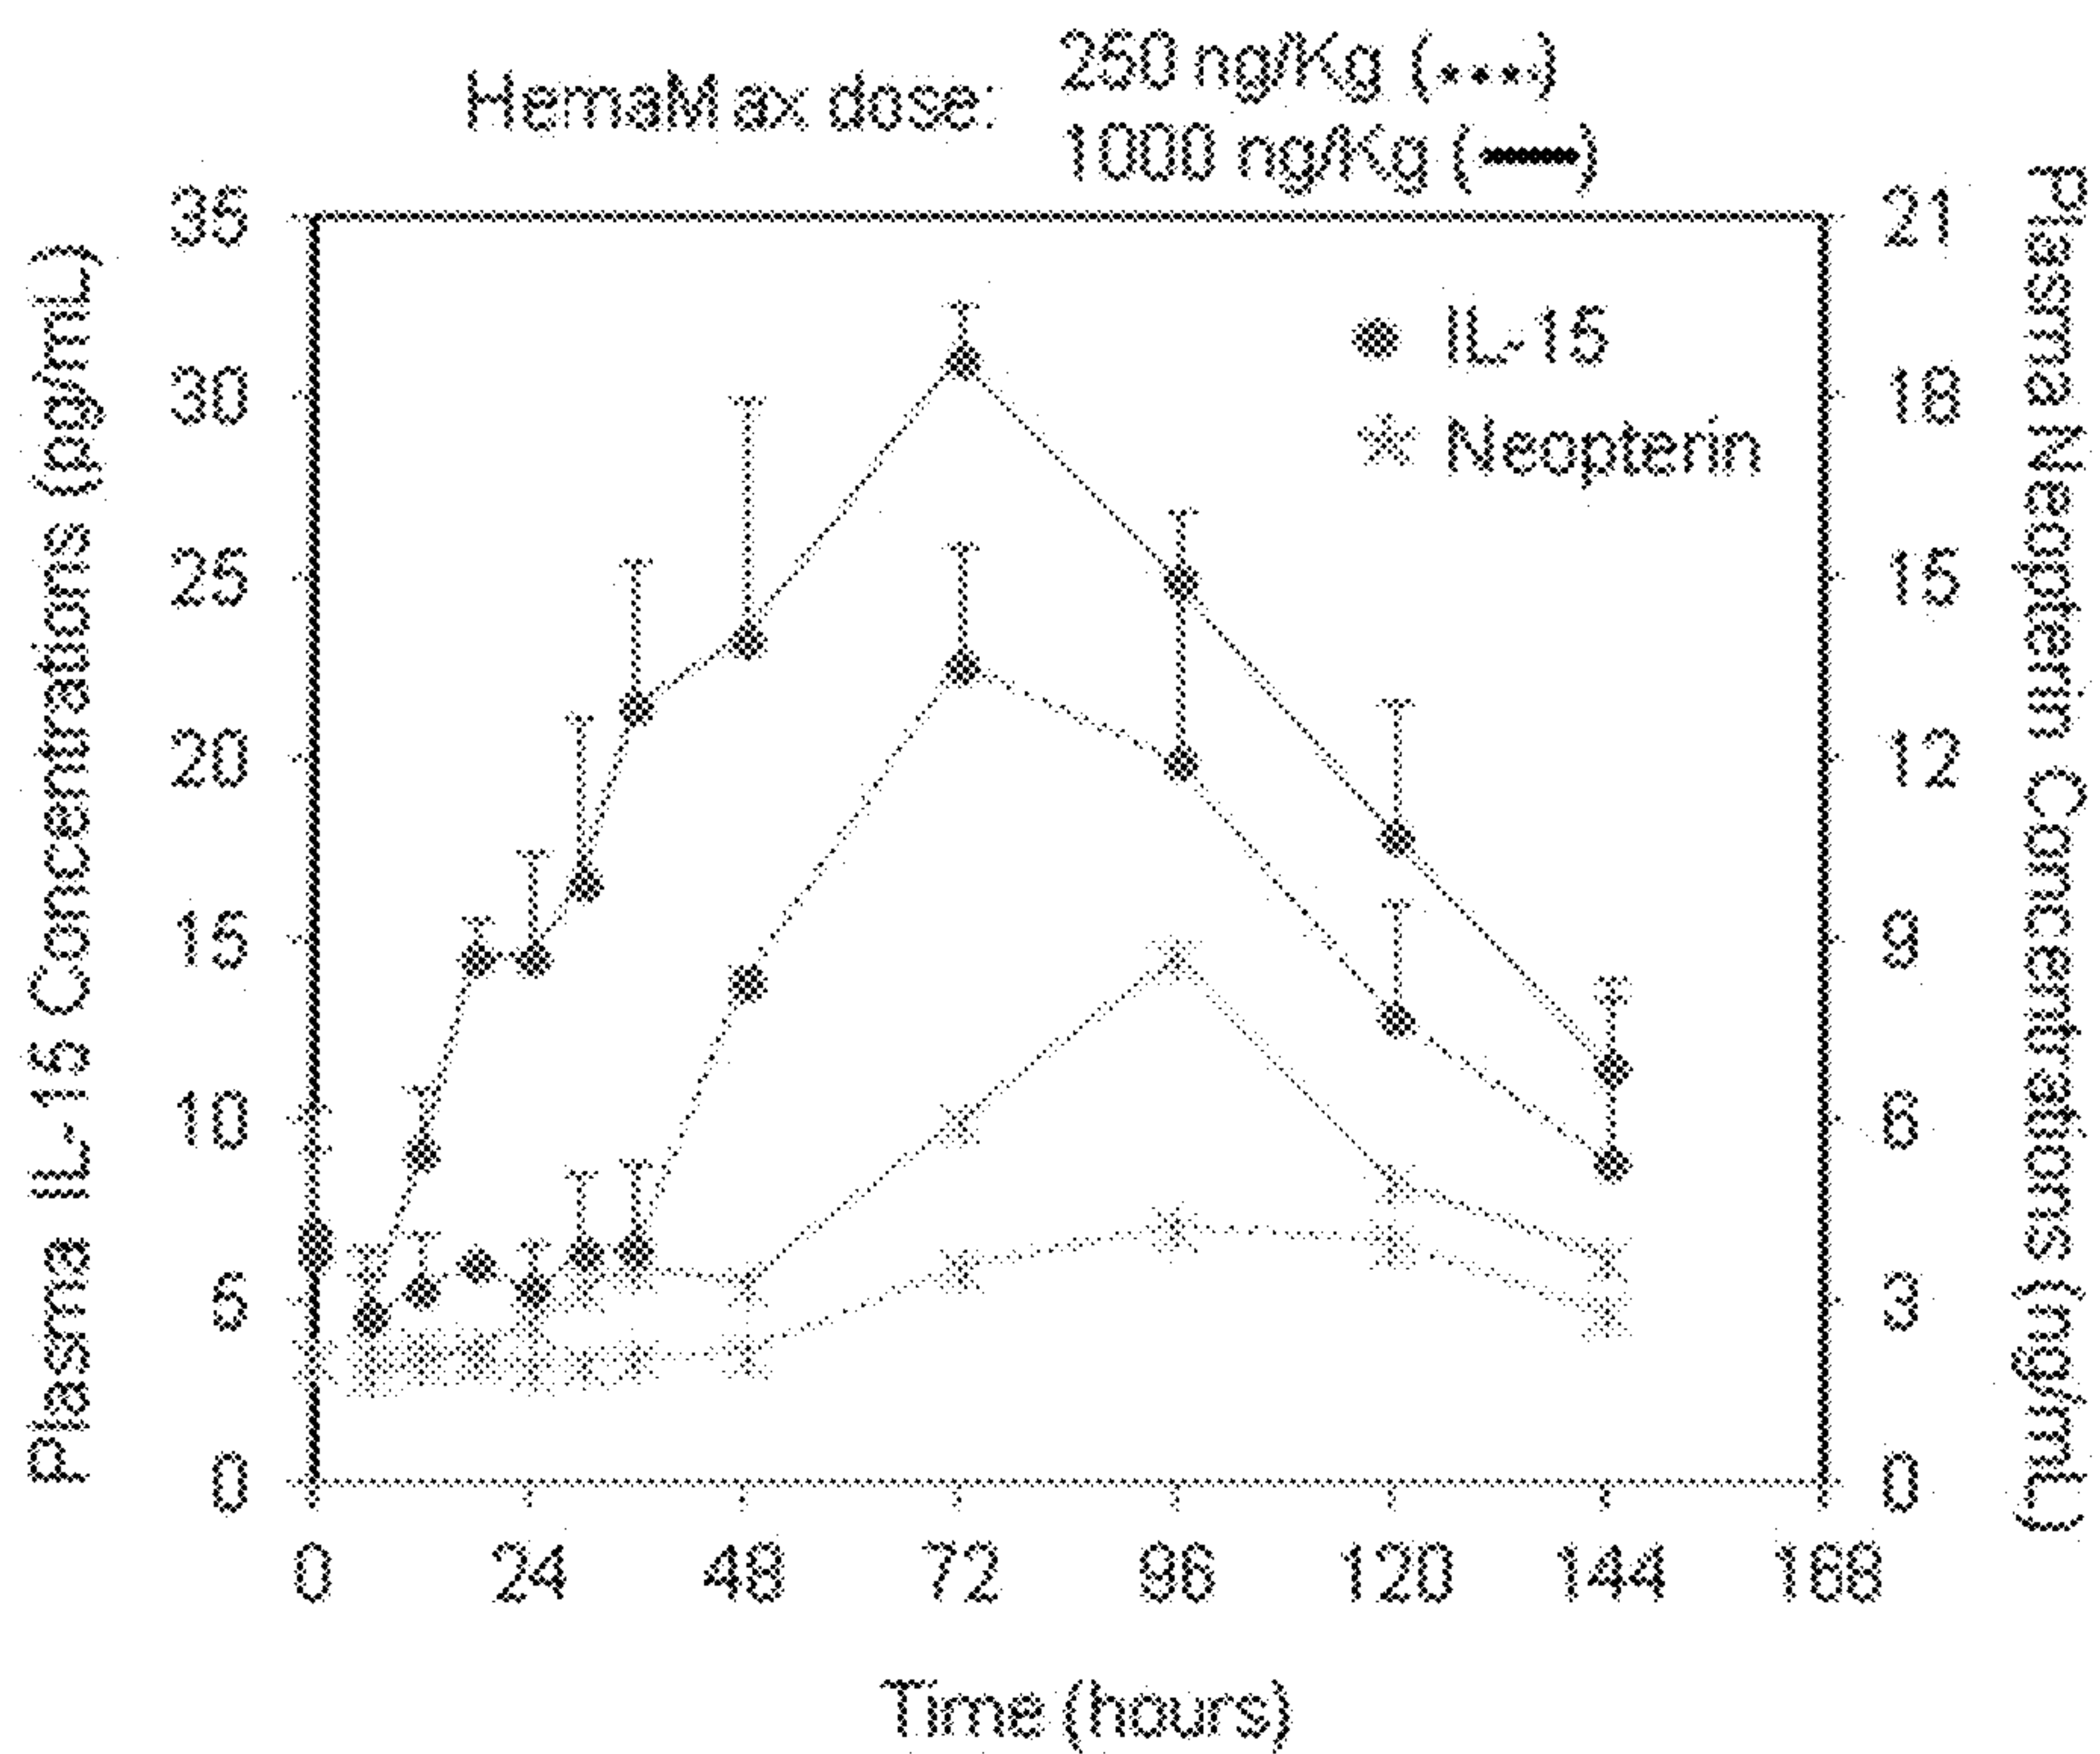 HemaMax dose: 250 ng/Kg (....)
1000 ng/Kg (—)
Plasma IL-15 Concentrations (pg/mL)
35
30
25
20
15
10
5
0
IL-15
Neopterin
21
18
15
12
9
6
3
0
Plasma Neopterin Concentrations (ng/mL)
0 24 48 72 96 120 144 168
Time (hours)